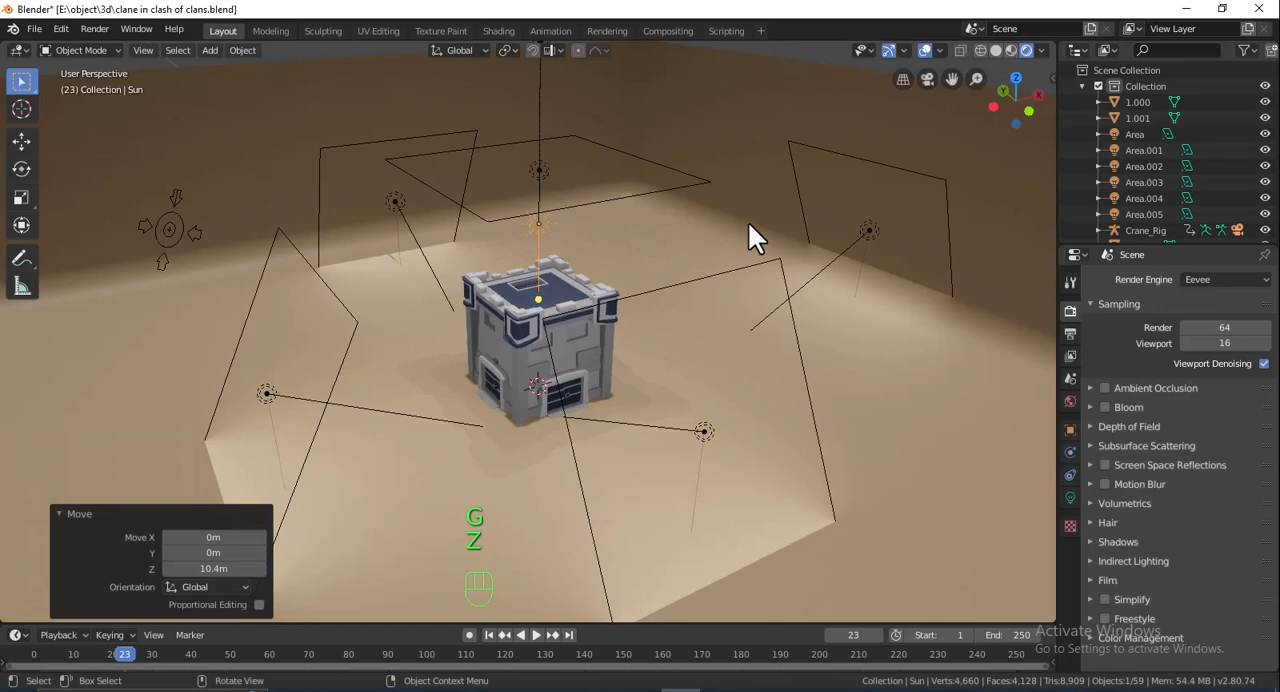 Blender* [E:\object\3d\clane in clash of clans.blend]
File Edit Render Window Help Layout Modeling Sculpting UV Editing Texture Paint Shading Animation Rendering Compositing Scripting + Scene View Layer
Object Mode View Select Add Object Global
User Perspective
(23) Collection | Sun
Z
Y
X
Scene Collection
Collection
1.000
1.001
Area
Area.001
Area.002
Area.003
Area.004
Area.005
Crane_Rig
Scene
Render Engine Eevee
Sampling
Render 64
Viewport 16
Viewport Denoising
Ambient Occlusion
Bloom
Depth of Field
Subsurface Scattering
Screen Space Reflections
Motion Blur
Volumetrics
Hair
Shadows
Indirect Lighting
Film
Simplify
Freestyle
Color Management
Activate Windows
Go to Settings to activate Windows.
Move
Move X 0m
Y 0m
Z 10.4m
Orientation Global
Proportional Editing
G
Z
Playback Keying View Marker 23 Start: 1 End: 250
0 10 23 30 40 50 60 70 80 90 100 110 120 130 140 150 160 170 180 190 200 210 220 230 240 250
Select Box Select Rotate View Object Context Menu Collection | Sun | Verts:4,660 | Faces:4,128 | Tris:8,909 | Objects:1/59 | Mem: 54.4 MB | v2.80.74